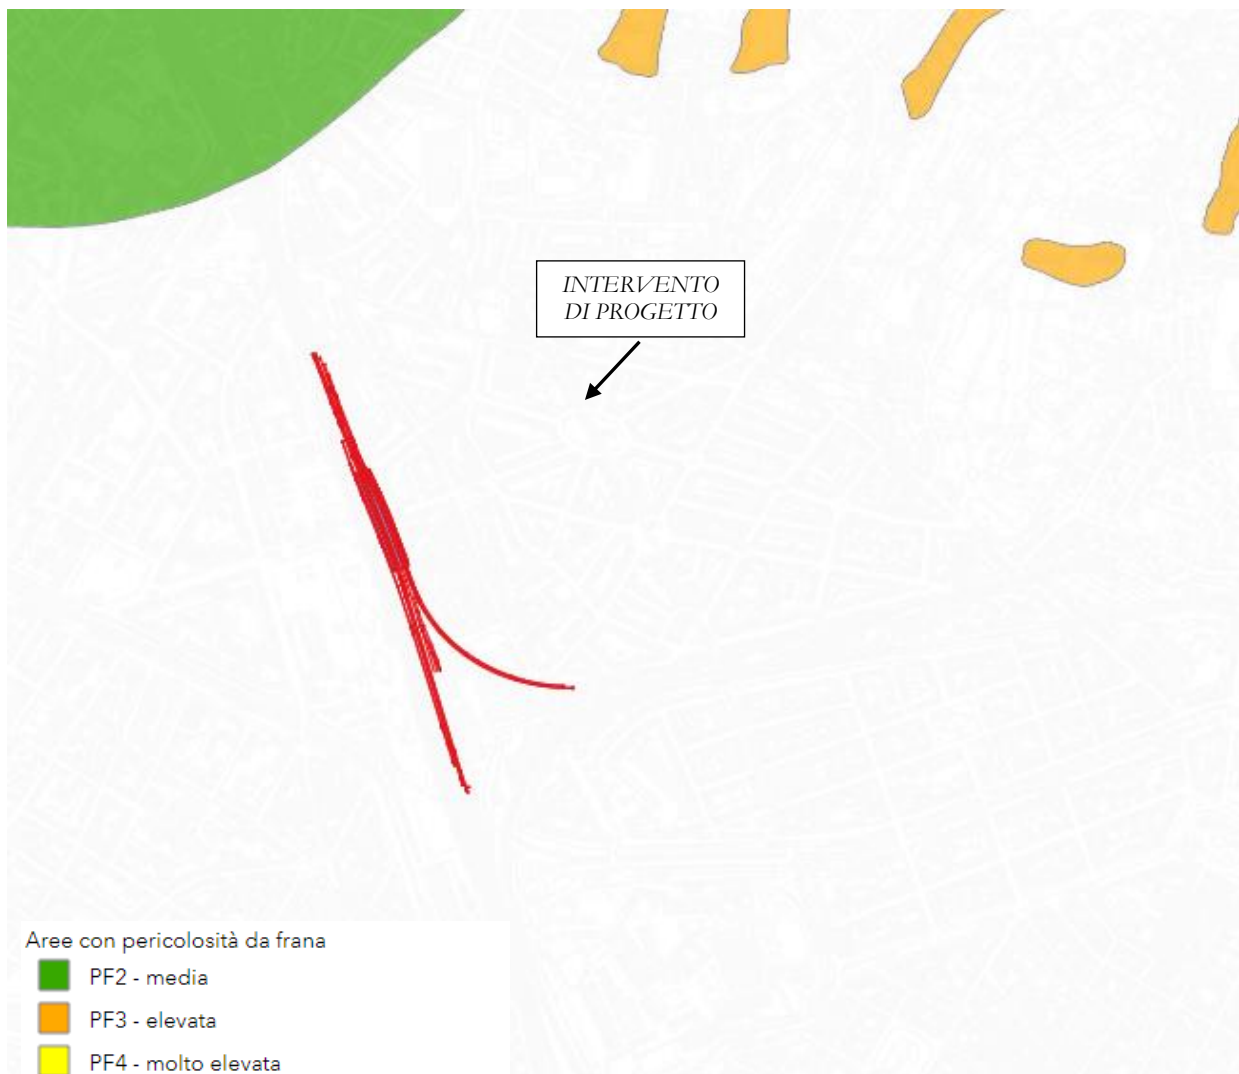 INTERVENTO
DI PROGETTO
Aree con pericolosità da frana
PF2 - media
PF3 - elevata
PF4 - molto elevata